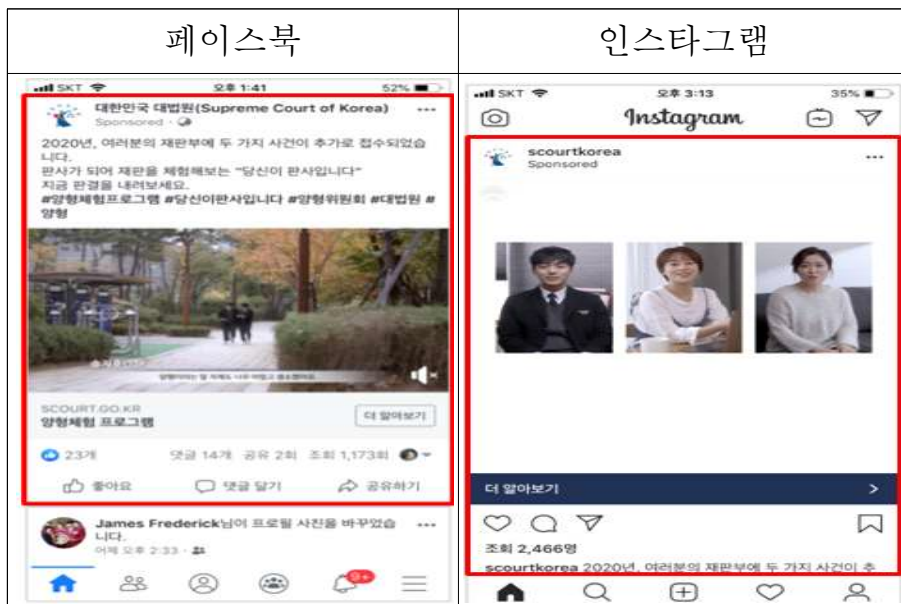 페이스북
인스타그램
SKT 오후 1:41 52%
대한민국 대법원(Supreme Court of Korea) ...
Sponsored ·
2020년, 여러분의 재판부에 두 가지 사건이 추가로 접수되었습
니다.
판사가 되어 재판을 체험해보는 "당신이 판사입니다"
지금 판결을 내려보세요.
#양형체험프로그램 #당신이판사입니다 #양형위원회 #대법원 #
양형
SCOURT.GO.KR
양형체험 프로그램
더 알아보기
23개 댓글 14개 공유 2회 조회 1,173회
좋아요 댓글 달기 공유하기
James Frederick님이 프로필 사진을 바꾸었습 ...
니다.
어제 오후 2:33 ·
9+
SKT 오후 3:13 35%
Instagram
scourtkorea ...
Sponsored
더 알아보기 >
조회 2,466명
scourtkorea 2020년, 여러분의 재판부에 두 가지 사건이 추